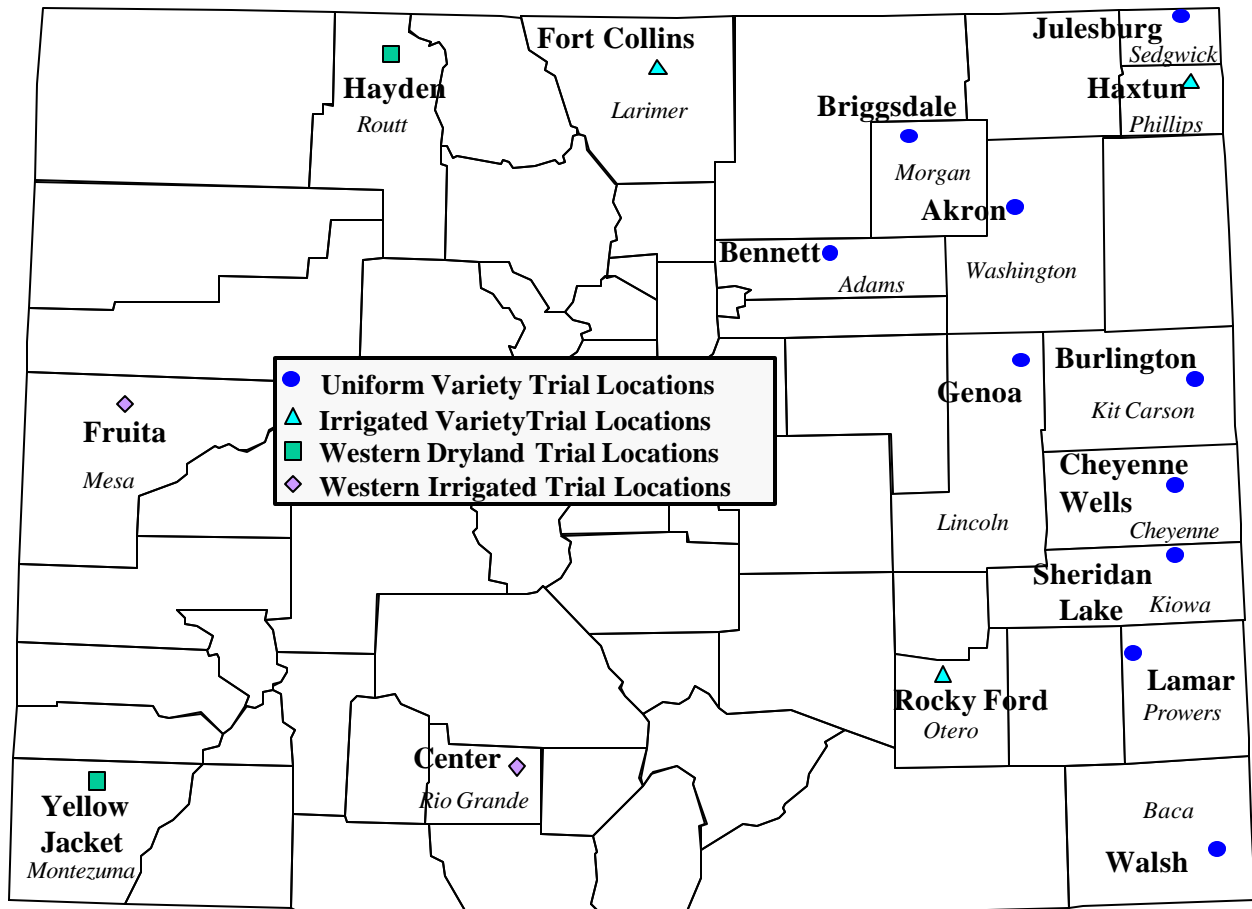 Julesburg
Sedgwick
Fort Collins
Larimer
Hayden
Routt
Haxtun
Phillips
Briggsdale
Morgan
Akron
Washington
Bennett
Adams
Uniform Variety Trial Locations
Irrigated VarietyTrial Locations
Western Dryland Trial Locations
Western Irrigated Trial Locations
Genoa
Lincoln
Burlington
Kit Carson
Fruita
Mesa
Cheyenne
Wells
Cheyenne
Sheridan
Lake
Kiowa
Rocky Ford
Otero
Lamar
Prowers
Center
Rio Grande
Yellow
Jacket
Montezuma
Baca
Walsh